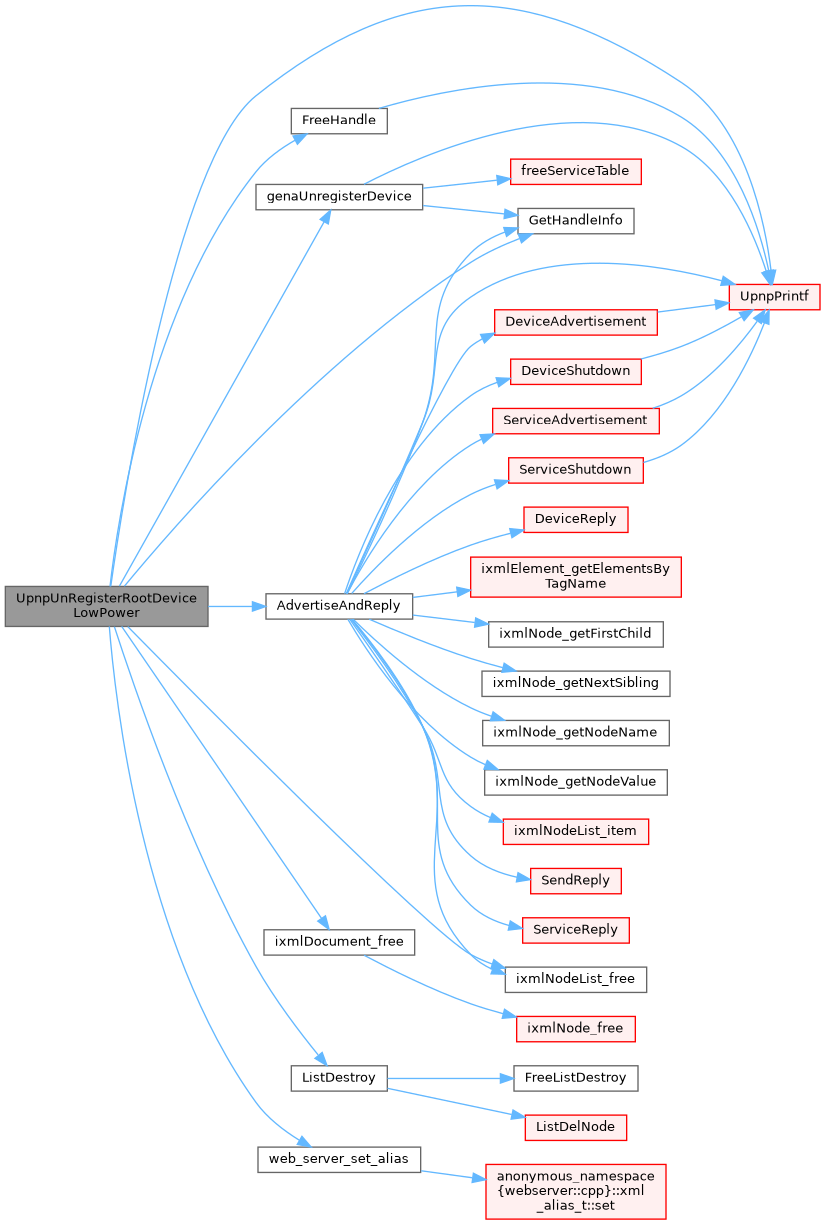 FreeHandle
freeServiceTable
genaUnregisterDevice
GetHandleInfo
UpnpPrintf
DeviceAdvertisement
DeviceShutdown
ServiceAdvertisement
ServiceShutdown
DeviceReply
ixmlElement_getElementsBy
TagName
UpnpUnRegisterRootDevice
LowPower
AdvertiseAndReply
ixmlNode_getFirstChild
ixmlNode_getNextSibling
ixmlNode_getNodeName
ixmlNode_getNodeValue
ixmlNodeList_item
SendReply
ServiceReply
ixmlDocument_free
ixmlNodeList_free
ixmlNode_free
ListDestroy
FreeListDestroy
ListDelNode
web_server_set_alias
anonymous_namespace
{webserver::cpp}::xml
_alias_t::set